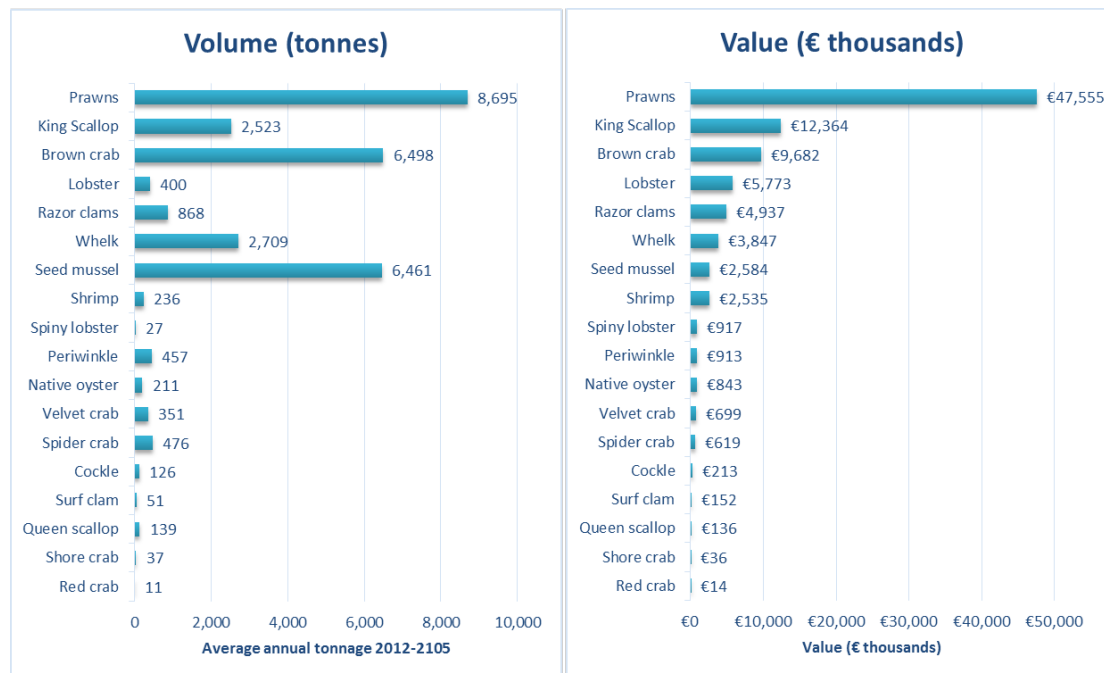 Volume (tonnes)
Prawns 8,695
King Scallop 2,523
Brown crab 6,498
Lobster 400
Razor clams 868
Whelk 2,709
Seed mussel 6,461
Shrimp 236
Spiny lobster 27
Periwinkle 457
Native oyster 211
Velvet crab 351
Spider crab 476
Cockle 126
Surf clam 51
Queen scallop 139
Shore crab 37
Red crab 11
0 2,000 4,000 6,000 8,000 10,000
Average annual tonnage 2012-2105
Value (€ thousands)
Prawns €47,555
King Scallop €12,364
Brown crab €9,682
Lobster €5,773
Razor clams €4,937
Whelk €3,847
Seed mussel €2,584
Shrimp €2,535
Spiny lobster €917
Periwinkle €913
Native oyster €843
Velvet crab €699
Spider crab €619
Cockle €213
Surf clam €152
Queen scallop €136
Shore crab €36
Red crab €14
€0 €10,000 €20,000 €30,000 €40,000 €50,000
Value (€ thousands)